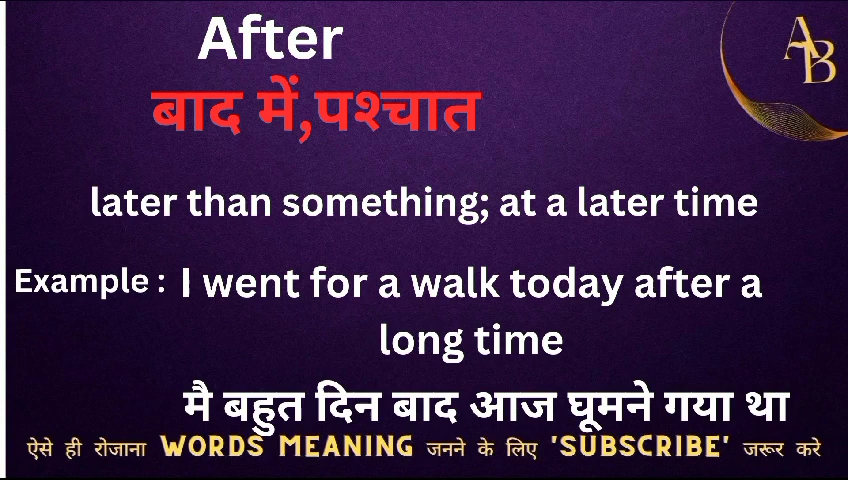 After
AB
बाद में,पश्चात
later than something; at a later time
Example : I went for a walk today after a
long time
मै बहुत दिन बाद आज घूमने गया था
ऐसे ही रोजाना WORDS MEANING जनने के लिए 'SUBSCRIBE' जरूर करे